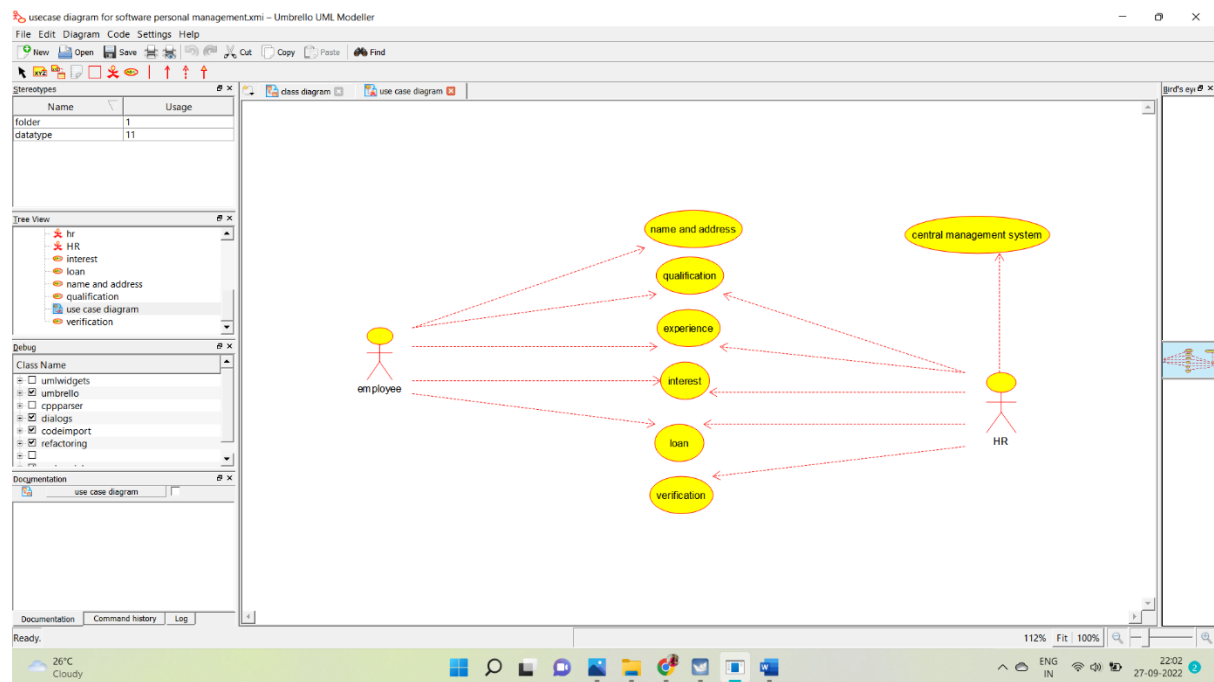 usecase diagram for software personal management.xmi – Umbrello UML Modeller
File Edit Diagram Code Settings Help
New Open Save Cut Copy Paste Find
XYZ
Stereotypes
Name Usage
folder 1
datatype 11
Tree View
hr
HR
interest
loan
name and address
qualification
use case diagram
verification
Debug
Class Name
umlwidgets
umbrello
cppparser
dialogs
codeimport
refactoring
Documentation
use case diagram
Documentation Command history Log
class diagram use case diagram
name and address
central management system
qualification
experience
employee
interest
HR
loan
verification
Bird's eye
Ready.
112% Fit 100%
26°C
Cloudy
ENG
IN
22:02
27-09-2022
2